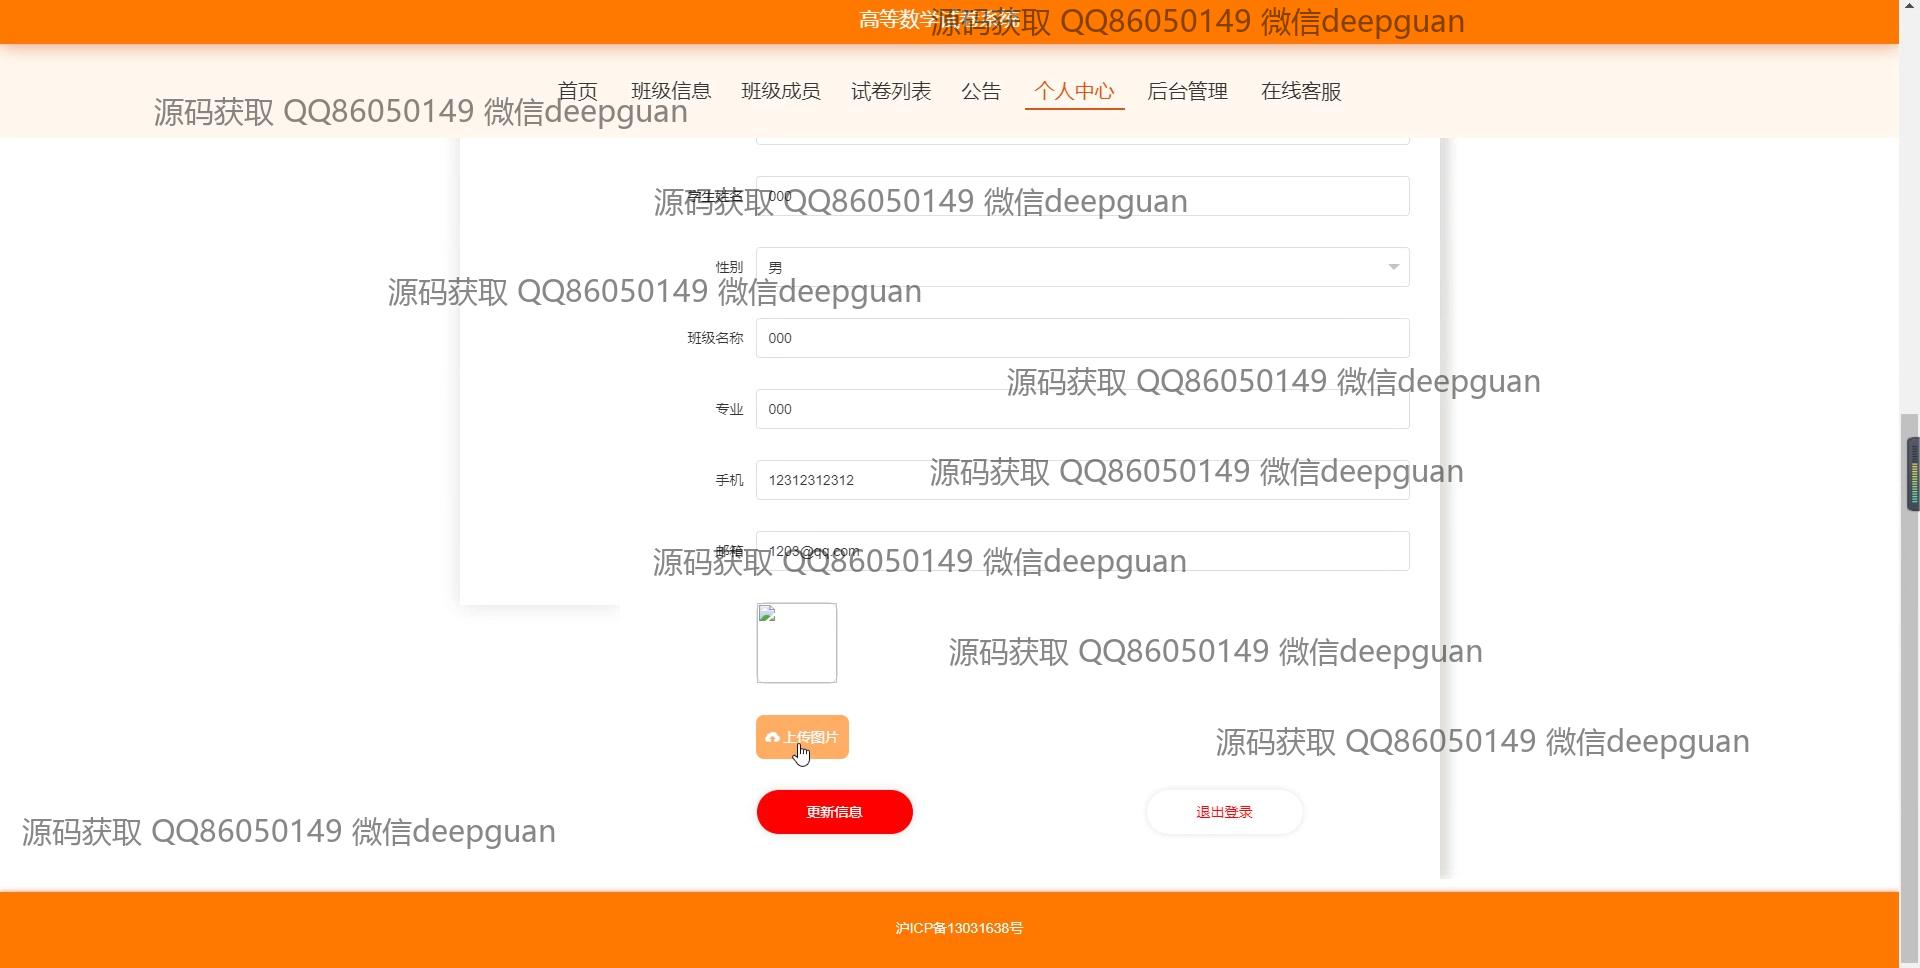 高等数学试卷系统
源码获取 QQ86050149 微信deepguan
首页 班级信息 班级成员 试卷列表 公告 个人中心 后台管理 在线客服
源码获取 QQ86050149 微信deepguan
学生姓名 000
源码获取 QQ86050149 微信deepguan
性别 男
源码获取 QQ86050149 微信deepguan
班级名称 000
源码获取 QQ86050149 微信deepguan
专业 000
源码获取 QQ86050149 微信deepguan
手机 12312312312
邮箱 1203@qq.com
源码获取 QQ86050149 微信deepguan
源码获取 QQ86050149 微信deepguan
上传图片
源码获取 QQ86050149 微信deepguan
更新信息 退出登录
源码获取 QQ86050149 微信deepguan
沪ICP备13031638号